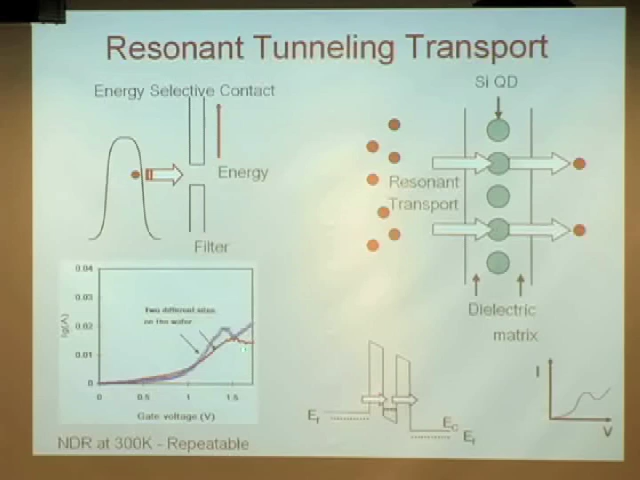 Resonant Tunneling Transport
Energy Selective Contact
Energy
Filter
Si QD
Resonant
Transport
Dielectric
matrix
0.04
0.03
0.02
0.01
0
Ig(A)
Two different sites
on the wafer
0
0.5
1
1.5
Gate voltage (V)
NDR at 300K - Repeatable
Ef
EC
Ef
I
V